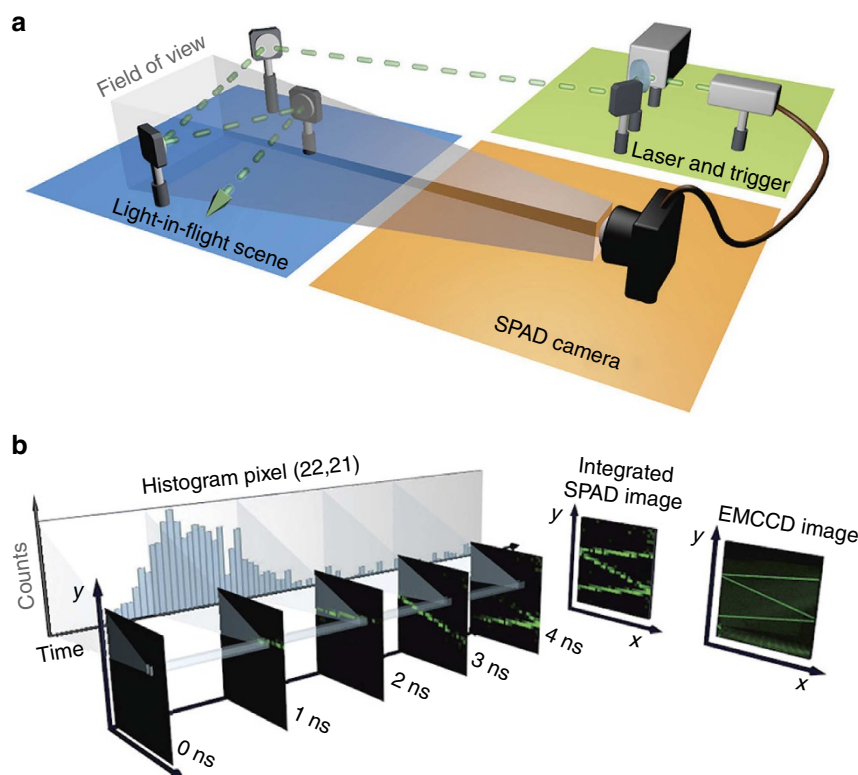 a
Field of view
Laser and trigger
Light-in-flight scene
SPAD camera
b
Histogram pixel (22,21)
Integrated
SPAD image
EMCCD image
Counts
y
y
y
Time
0 ns
1 ns
2 ns
3 ns
4 ns
x
x